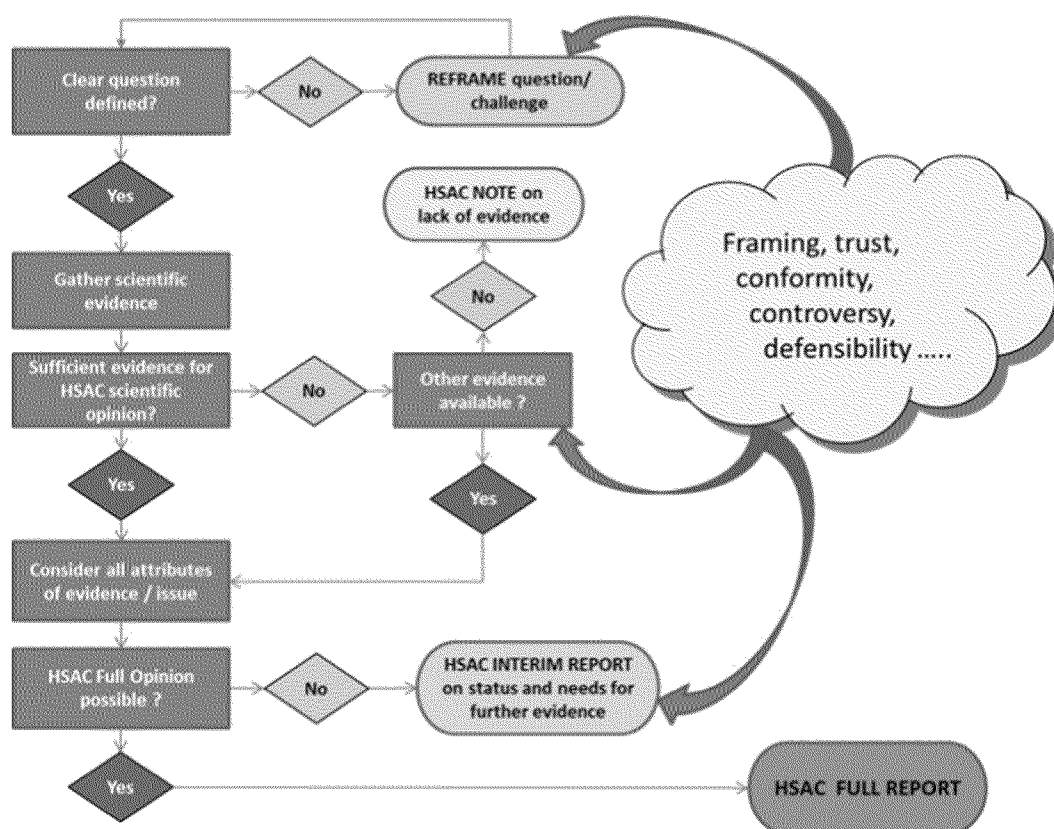 Clear question
defined?
No
REFRAME question/
challenge
Yes
HSAC NOTE on
lack of evidence
Framing, trust,
conformity,
controversy,
defensibility .....
Gather scientific
evidence
No
Sufficient evidence for
HSAC scientific
opinion?
No
Other evidence
available ?
Yes
Yes
Consider all attributes
of evidence / issue
HSAC Full Opinion
possible ?
No
HSAC INTERIM REPORT
on status and needs for
further evidence
Yes
HSAC FULL REPORT